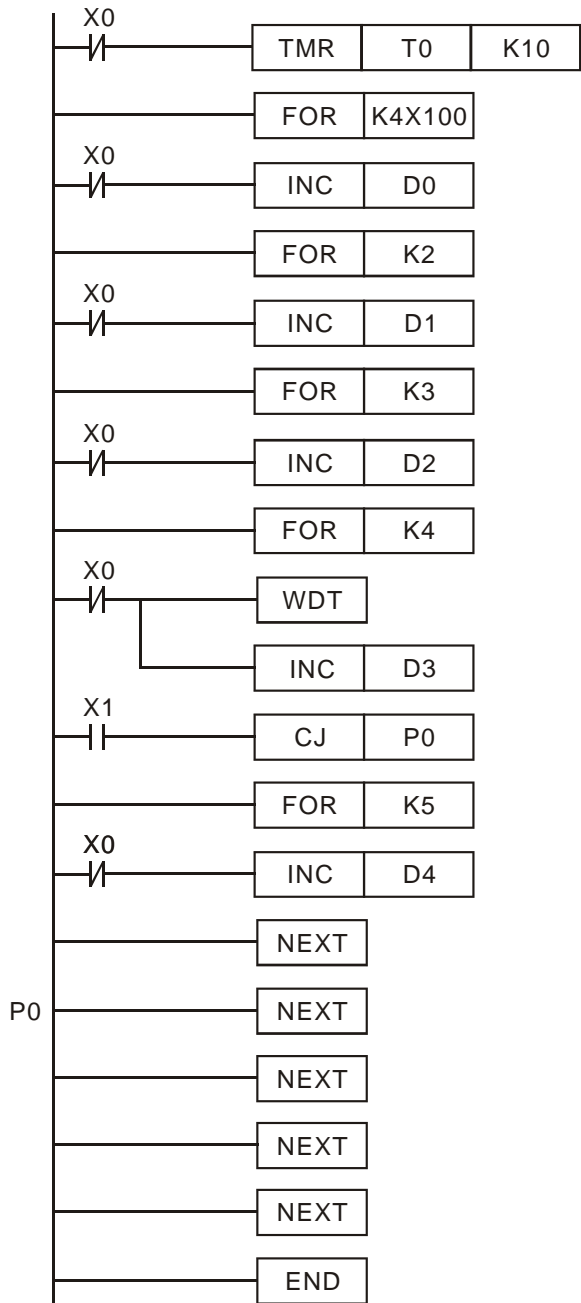 X0
TMR T0 K10
FOR K4X100
X0
INC D0
FOR K2
X0
INC D1
FOR K3
X0
INC D2
FOR K4
X0
WDT
INC D3
X1
CJ P0
FOR K5
X0
INC D4
NEXT
P0 NEXT
NEXT
NEXT
NEXT
END